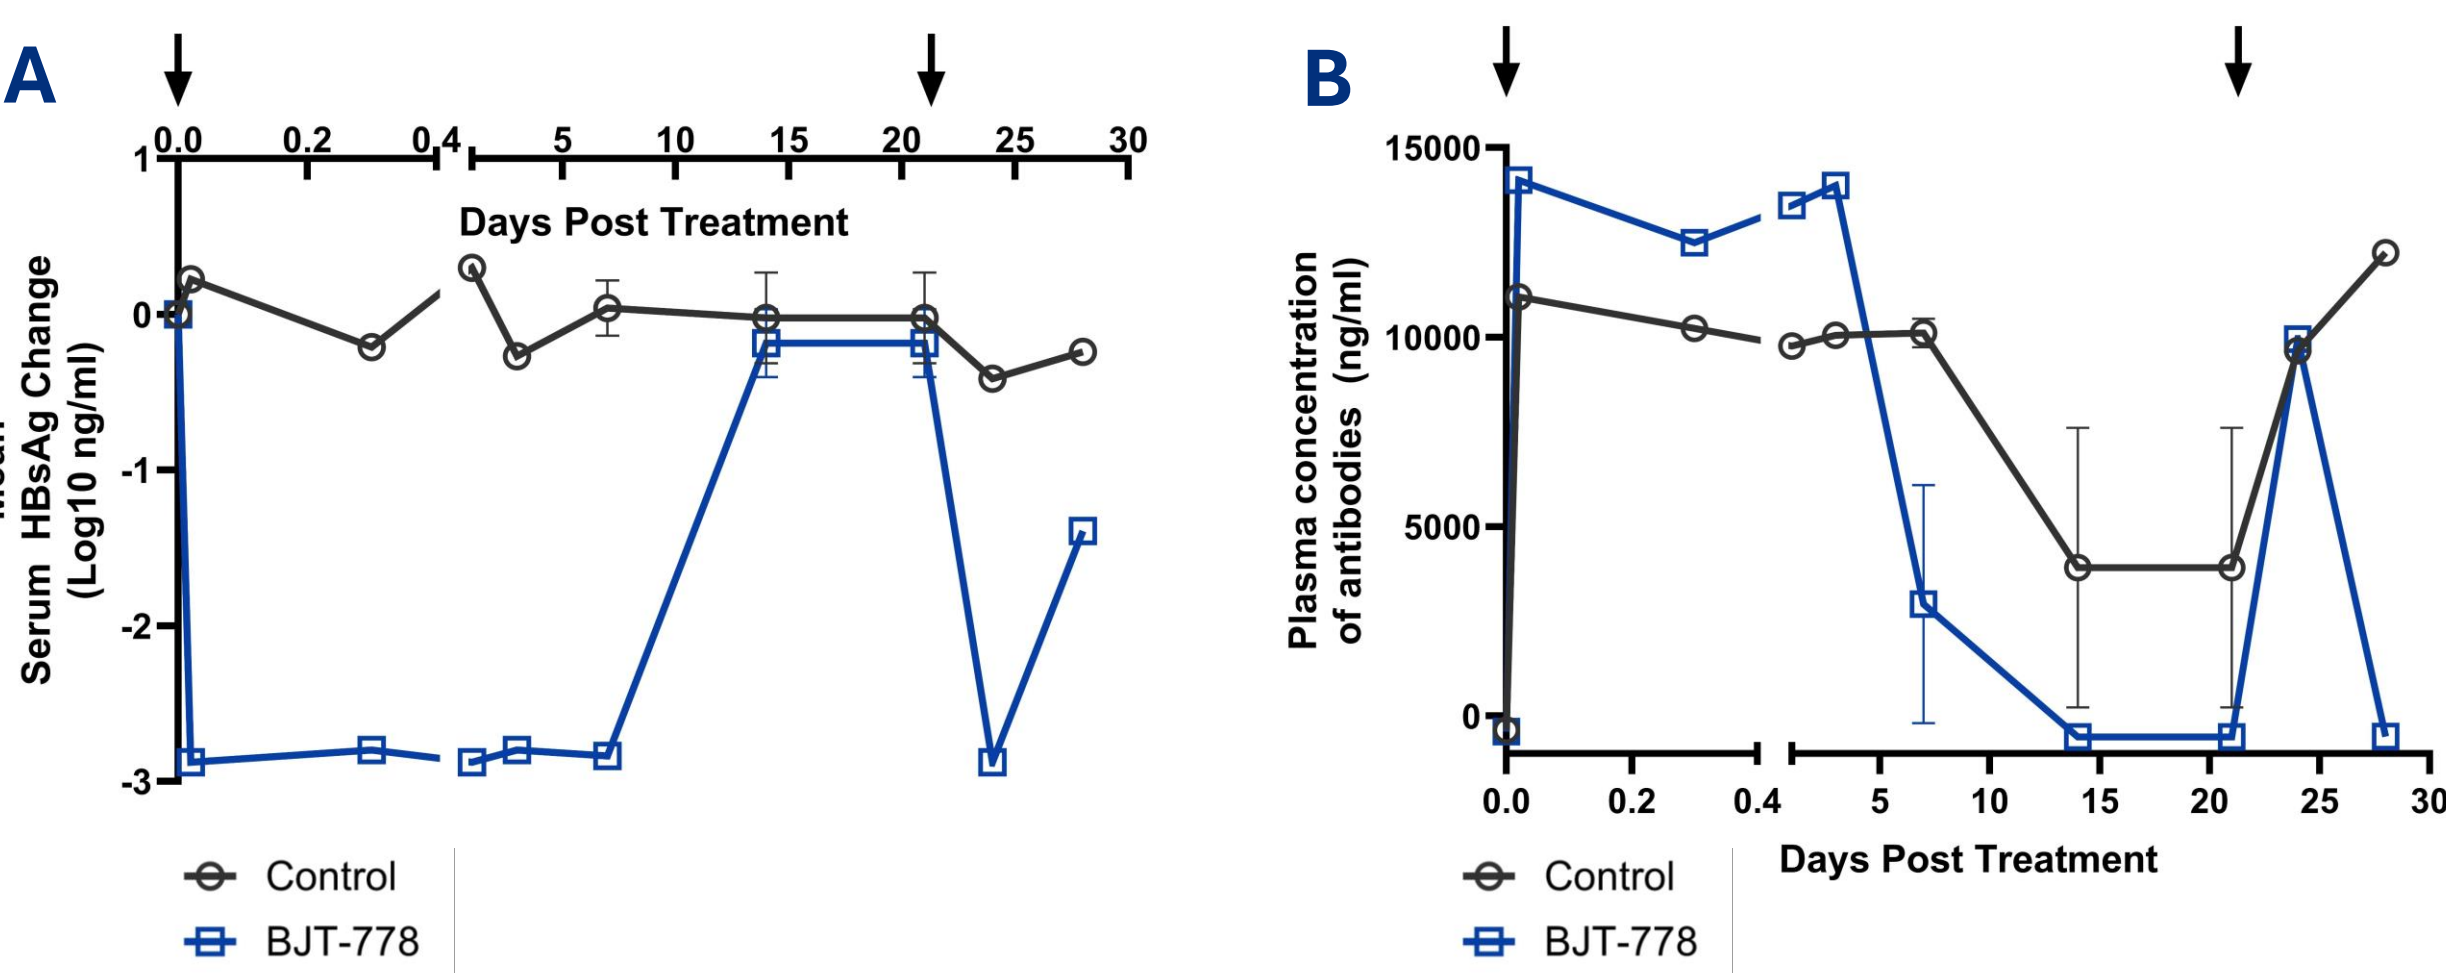 A
0.0 0.2 0.4 5 10 15 20 25 30
Days Post Treatment
1
0
-1
-2
-3
Serum HBsAg Change
(Log10 ng/ml)
Control
BJT-778
B
15000
10000
5000
0
Plasma concentration
of antibodies (ng/ml)
0.0 0.2 0.4 5 10 15 20 25 30
Days Post Treatment
Control
BJT-778